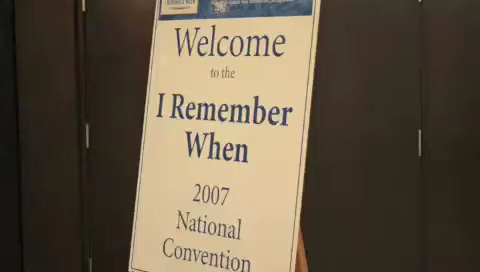 Welcome
to the
I Remember
When
2007
National
Convention